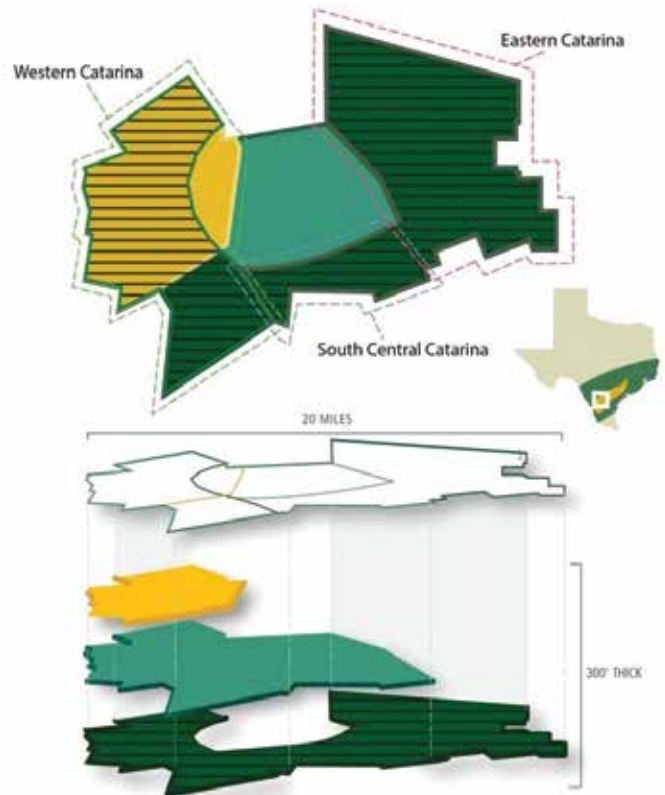 Eastern Catarina
Western Catarina
South Central Catarina
20 MILES
300' THICK